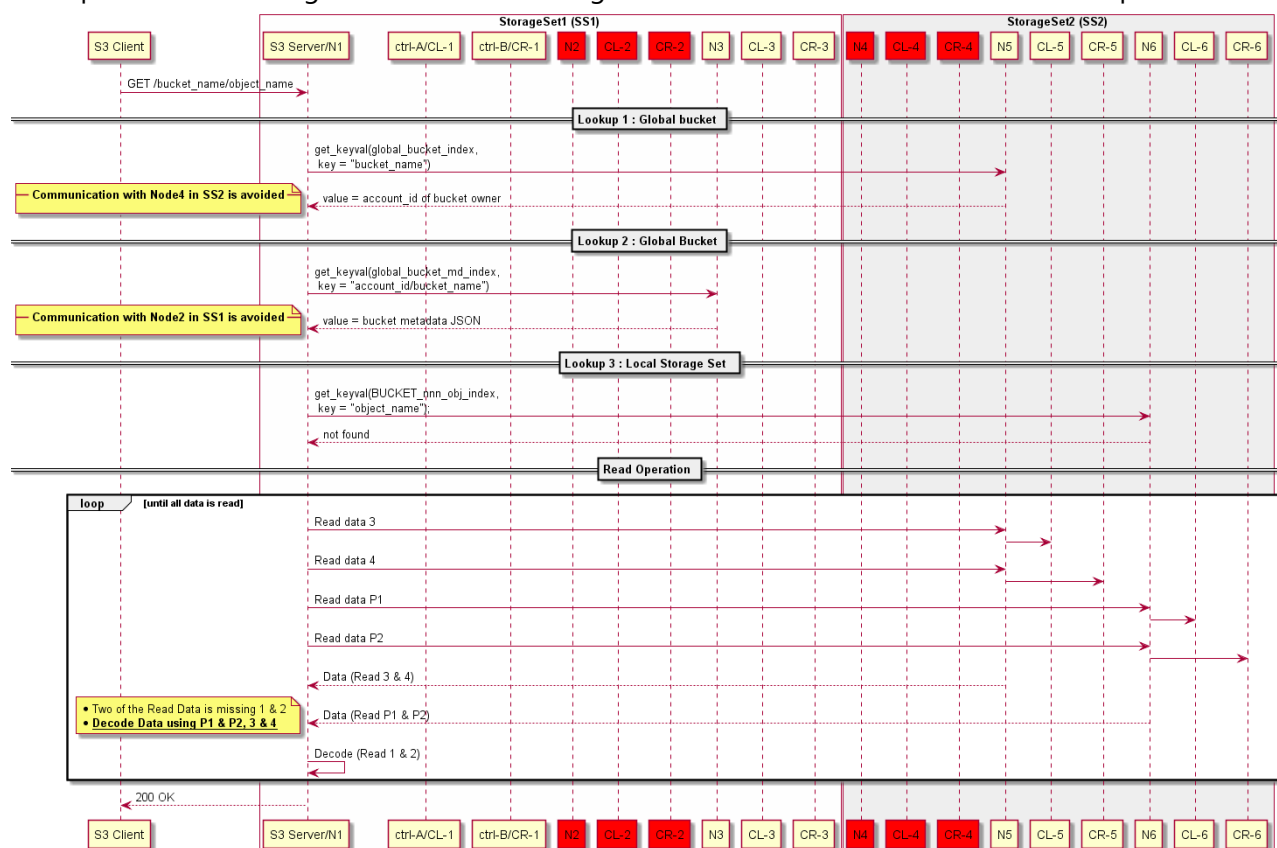 StorageSet1 (SS1) StorageSet2 (SS2)
S3 Client S3 Server/N1 ctrl-A/CL-1 ctrl-B/CR-1 N2 CL-2 CR-2 N3 CL-3 CR-3 N4 CL-4 CR-4 N5 CL-5 CR-5 N6 CL-6 CR-6
GET /bucket_name/object_name
Lookup 1 : Global bucket
get_keyval(global_bucket_index,
key = "bucket_name")
Communication with Node4 in SS2 is avoided
value = account_id of bucket owner
Lookup 2 : Global Bucket
get_keyval(global_bucket_md_index,
key = "account_id/bucket_name")
Communication with Node2 in SS1 is avoided
value = bucket metadata JSON
Lookup 3 : Local Storage Set
get_keyval(BUCKET_nnn_obj_index,
key = "object_name");
not found
Read Operation
loop [until all data is read]
Read data 3
Read data 4
Read data P1
Read data P2
Data (Read 3 & 4)
• Two of the Read Data is missing 1 & 2
• Decode Data using P1 & P2, 3 & 4
Data (Read P1 & P2)
Decode (Read 1 & 2)
200 OK
S3 Client S3 Server/N1 ctrl-A/CL-1 ctrl-B/CR-1 N2 CL-2 CR-2 N3 CL-3 CR-3 N4 CL-4 CR-4 N5 CL-5 CR-5 N6 CL-6 CR-6